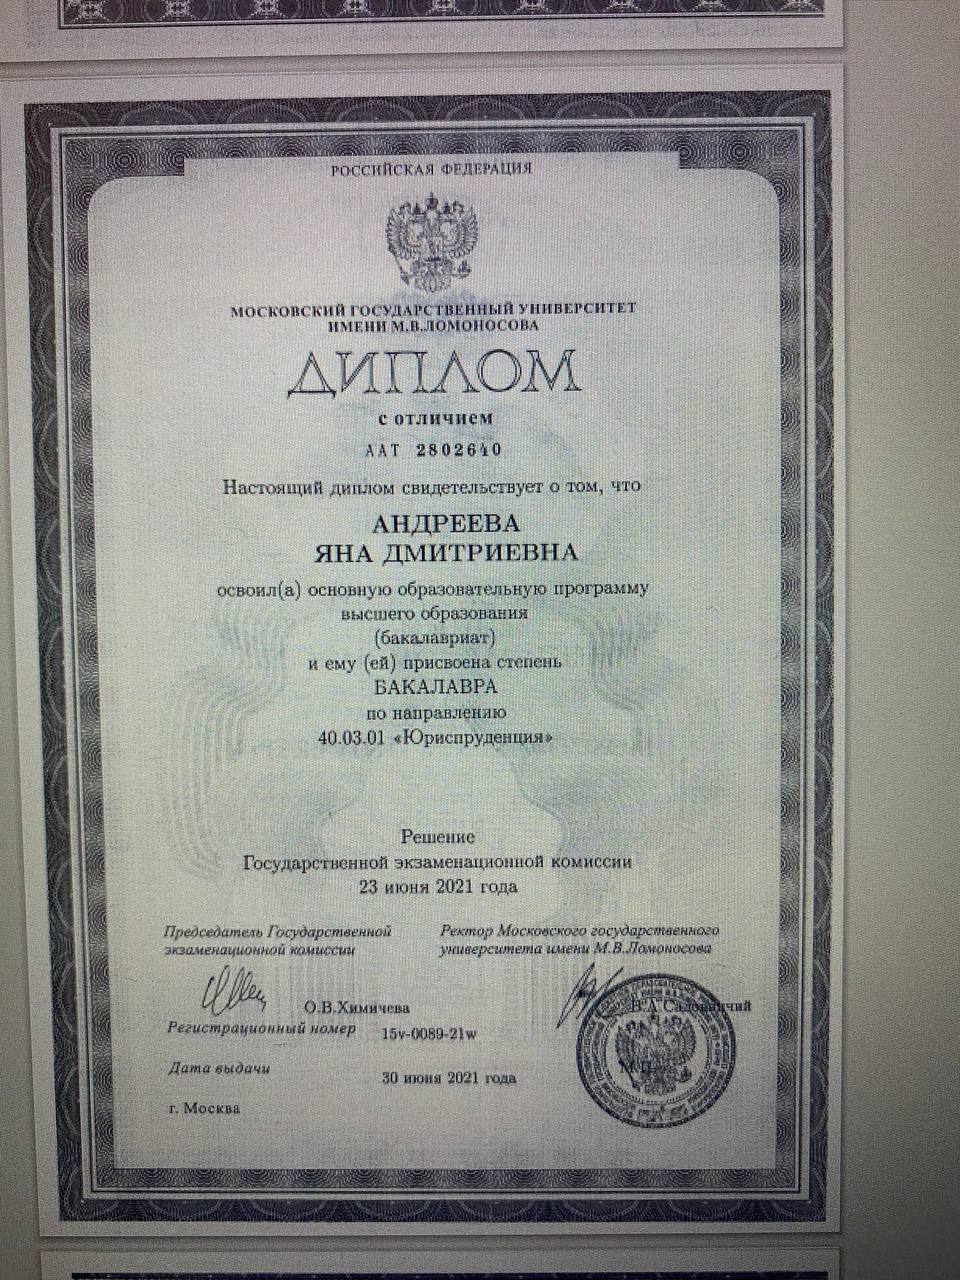 РОССИЙСКАЯ ФЕДЕРАЦИЯ
МОСКОВСКИЙ ГОСУДАРСТВЕННЫЙ УНИВЕРСИТЕТ
ИМЕНИ М.В.ЛОМОНОСОВА
ДИПЛОМ
с отличием
ААТ 2802640
Настоящий диплом свидетельствует о том, что
АНДРЕЕВА
ЯНА ДМИТРИЕВНА
освоил(а) основную образовательную программу
высшего образования
(бакалавриат)
и ему (ей) присвоена степень
БАКАЛАВРА
по направлению
40.03.01 «Юриспруденция»
Решение
Государственной экзаменационной комиссии
23 июня 2021 года
Председатель Государственной
экзаменационной комиссии
Ректор Московского государственного
университета имени М.В.Ломоносова
О.В.Химичева
В.А.Садовничий
Регистрационный номер 15v-0089-21w
М.П.
Дата выдачи 30 июня 2021 года
г. Москва